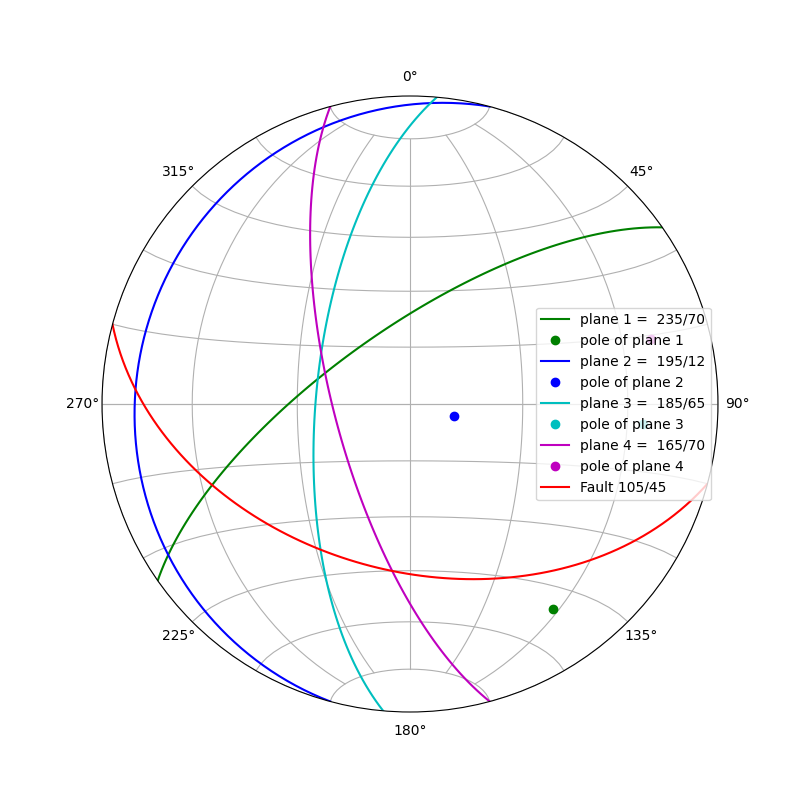 0°
315°
45°
plane 1 =  235/70
pole of plane 1
plane 2 =  195/12
pole of plane 2
270°
90°
plane 3 =  185/65
pole of plane 3
plane 4 =  165/70
pole of plane 4
Fault 105/45
225°
135°
180°